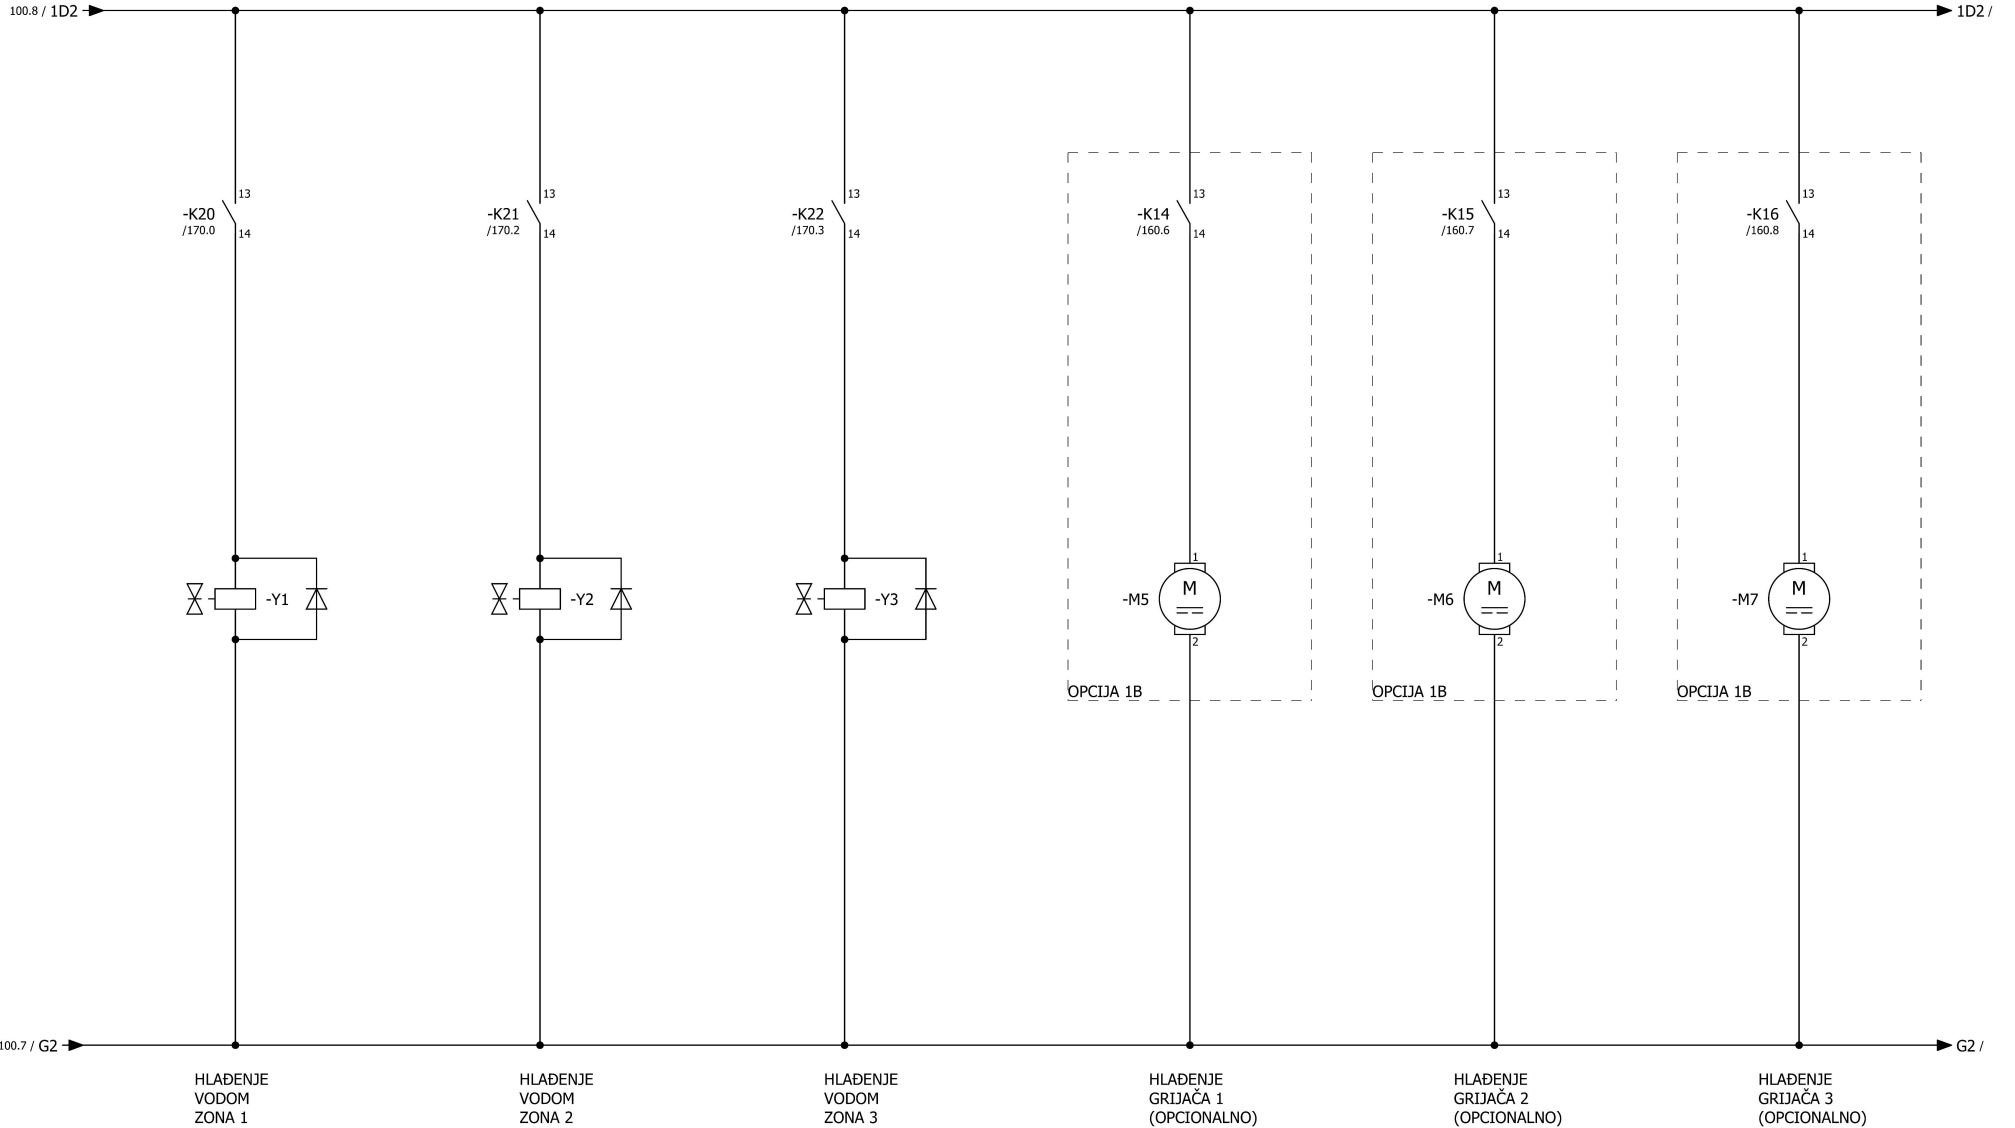 100.8 / 1D2
1D2 /
13
-K20
/170.0
14
13
-K21
/170.2
14
13
-K22
/170.3
14
13
-K14
/160.6
14
13
-K15
/160.7
14
13
-K16
/160.8
14
-Y1
-Y2
-Y3
1
M
-M5
2
OPCIJA 1B
1
M
-M6
2
OPCIJA 1B
1
M
-M7
2
OPCIJA 1B
100.7 / G2
G2 /
HLAĐENJE
VODOM
ZONA 1
HLAĐENJE
VODOM
ZONA 2
HLAĐENJE
VODOM
ZONA 3
HLAĐENJE
GRIJAČA 1
(OPCIONALNO)
HLAĐENJE
GRIJAČA 2
(OPCIONALNO)
HLAĐENJE
GRIJAČA 3
(OPCIONALNO)